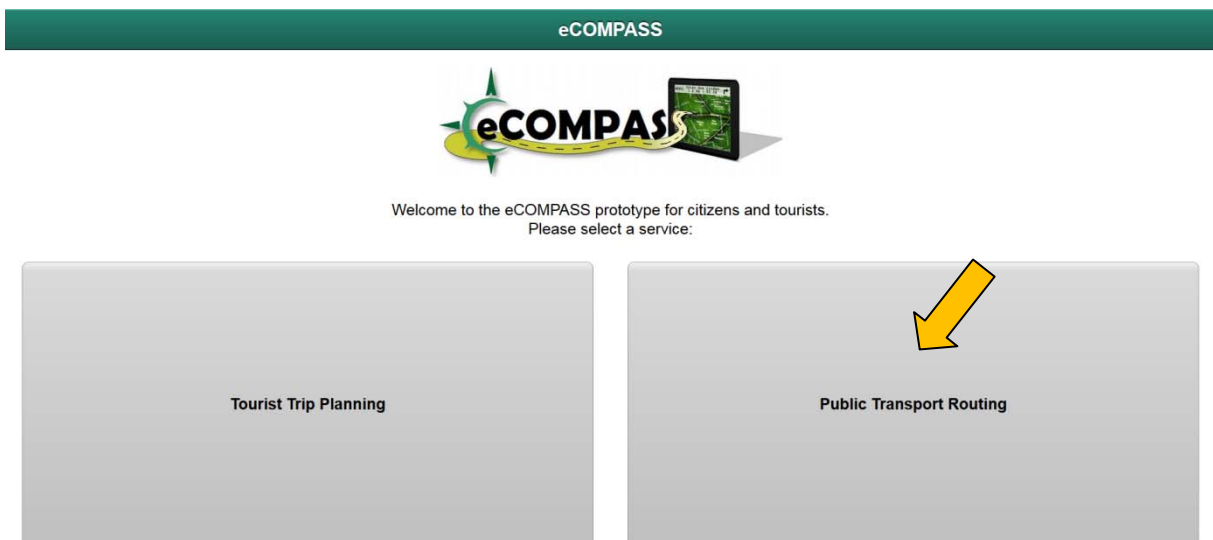 eCOMPASS
eCOMPASS
Welcome to the eCOMPASS prototype for citizens and tourists.
Please select a service:
Tourist Trip Planning
Public Transport Routing